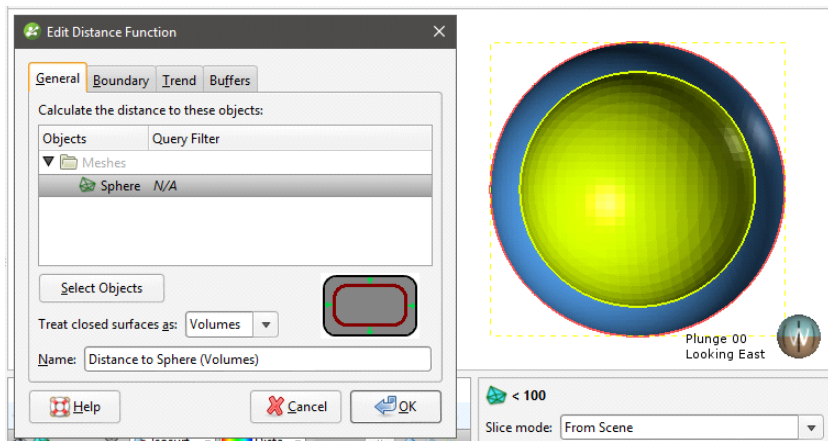 Edit Distance Function
General Boundary Trend Buffers
Calculate the distance to these objects:
Objects Query Filter
Meshes
Sphere N/A
Select Objects
Treat closed surfaces as: Volumes
Name: Distance to Sphere (Volumes)
Help Cancel OK
Plunge 00
Looking East
< 100
Slice mode: From Scene